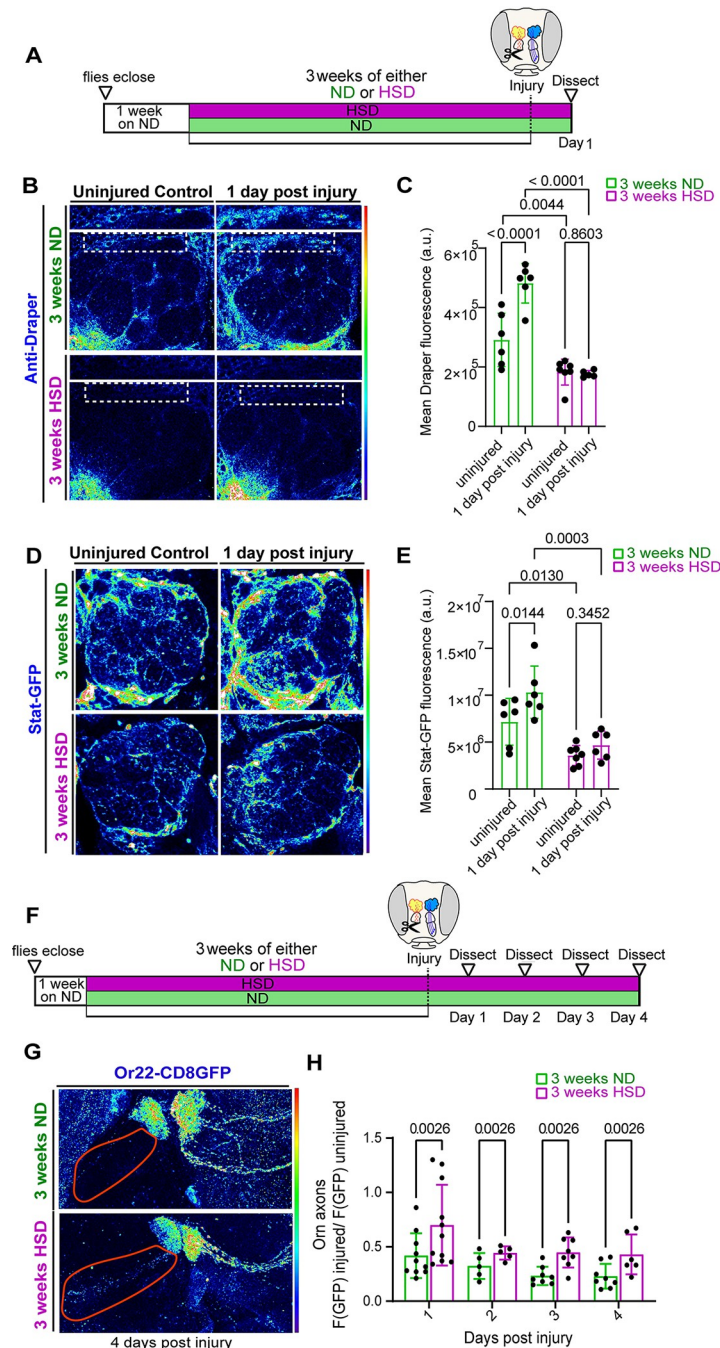 A
flies eclose
3 weeks of either
ND or HSD
Injury
Dissect
1 week
on ND
HSD
ND
Day 1
B
Uninjured Control
1 day post injury
Anti-Draper
3 weeks ND
3 weeks HSD
C
3 weeks ND
3 weeks HSD
< 0.0001
0.0044
<0.0001
0.8603
Mean Draper fluorescence (a.u.)
6×10⁵
4×10⁵
2×10⁵
0
uninjured
1 day post injury
uninjured
1 day post injury
D
Uninjured Control
1 day post injury
Stat-GFP
3 weeks ND
3 weeks HSD
E
3 weeks ND
3 weeks HSD
0.0003
0.0130
0.0144
0.3452
Mean Stat-GFP fluorescence (a.u.)
2×10⁷
1.5×10⁷
1×10⁷
5×10⁶
0
uninjured
1 day post injury
uninjured
1 day post injury
F
flies eclose
3 weeks of either
ND or HSD
Injury
Dissect
Dissect
Dissect
Dissect
1 week
on ND
HSD
ND
Day 1
Day 2
Day 3
Day 4
G
Or22-CD8GFP
3 weeks ND
3 weeks HSD
4 days post injury
H
3 weeks ND
3 weeks HSD
0.00026
0.00026
0.00026
0.00026
Orn axons
F(GFP) injured/ F(GFP) uninjured
1.5
1.0
0.5
0.0
1
2
3
4
Days post injury